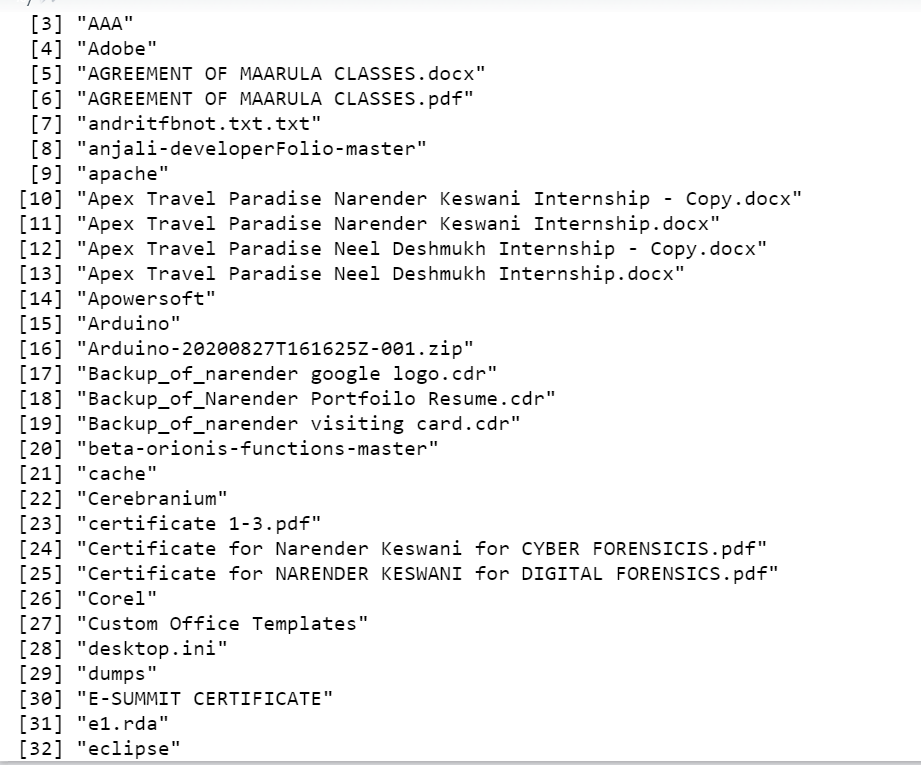 [3] "AAA"
[4] "Adobe"
[5] "AGREEMENT OF MAARULA CLASSES.docx"
[6] "AGREEMENT OF MAARULA CLASSES.pdf"
[7] "andritfbnot.txt.txt"
[8] "anjali-developerFolio-master"
[9] "apache"
[10] "Apex Travel Paradise Narender Keswani Internship - Copy.docx"
[11] "Apex Travel Paradise Narender Keswani Internship.docx"
[12] "Apex Travel Paradise Neel Deshmukh Internship - Copy.docx"
[13] "Apex Travel Paradise Neel Deshmukh Internship.docx"
[14] "Apowersoft"
[15] "Arduino"
[16] "Arduino-20200827T161625Z-001.zip"
[17] "Backup_of_narender google logo.cdr"
[18] "Backup_of_Narender Portfoilo Resume.cdr"
[19] "Backup_of_narender visiting card.cdr"
[20] "beta-orionis-functions-master"
[21] "cache"
[22] "Cerebranium"
[23] "certificate 1-3.pdf"
[24] "Certificate for Narender Keswani for CYBER FORENSICIS.pdf"
[25] "Certificate for NARENDER KESWANI for DIGITAL FORENSICS.pdf"
[26] "Corel"
[27] "Custom Office Templates"
[28] "desktop.ini"
[29] "dumps"
[30] "E-SUMMIT CERTIFICATE"
[31] "e1.rda"
[32] "eclipse"